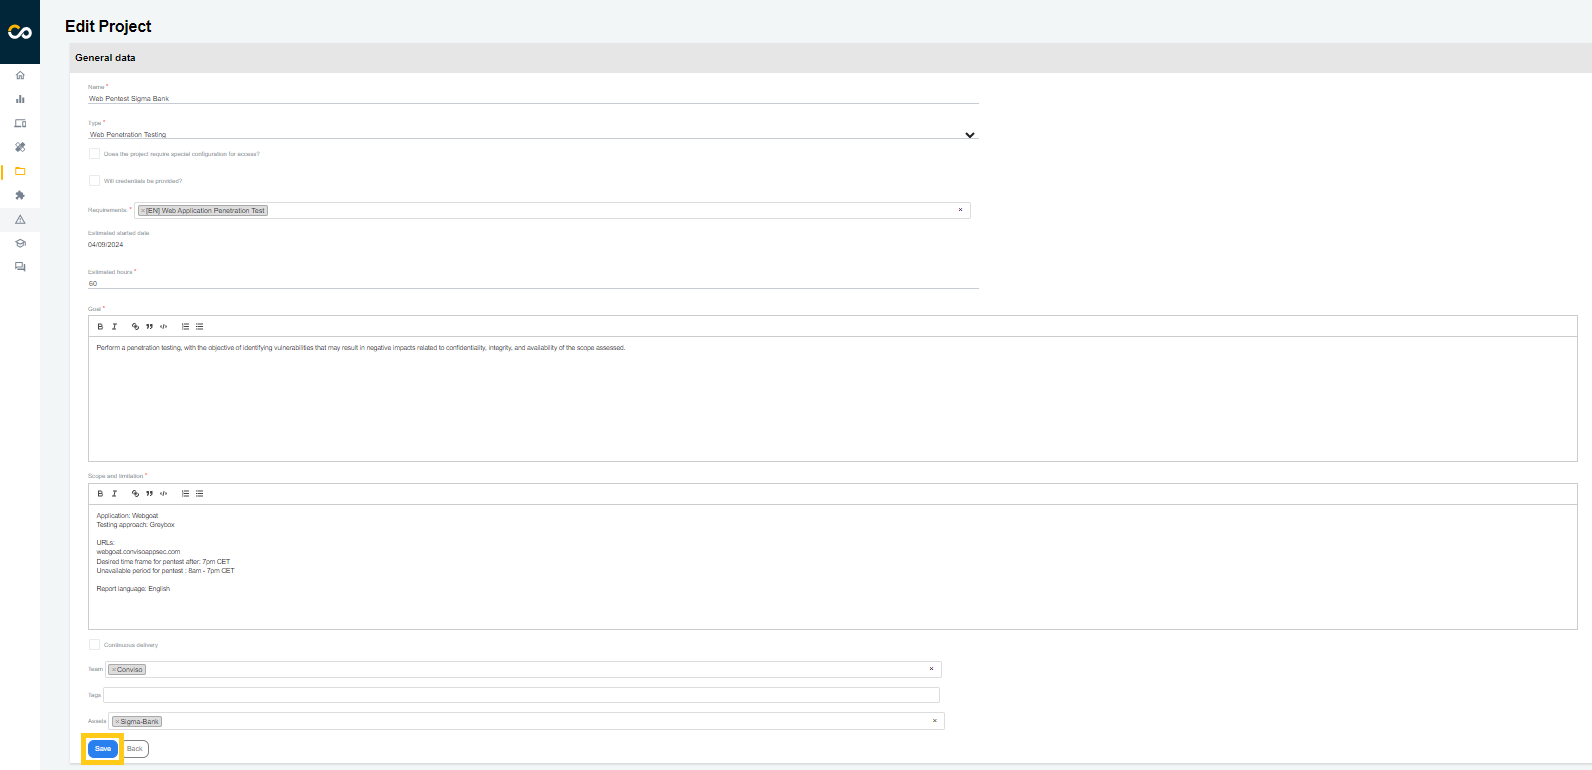 Edit Project
General data
Name *
Web Pentest Sigma Bank
Type *
Web Penetration Testing
Does the project require special configuration for access?
Will credentials be provided?
Requirements: * ×[EN] Web Application Penetration Test ×
Estimated started date
04/09/2024
Estimated hours *
60
Goal *
B I </>
Perform a penetration testing, with the objective of identifying vulnerabilities that may result in negative impacts related to confidentiality, integrity, and availability of the scope assessed.
Scope and limitation *
B I </>
Application: Webgoat
Testing approach: Greybox
URLs:
webgoat.convisoappsec.com
Desired time frame for pentest after: 7pm CET
Unavailable period for pentest : 8am - 7pm CET
Report language: English
Continuous delivery
Team ×Conviso ×
Tags
Assets ×Sigma-Bank ×
Save Back